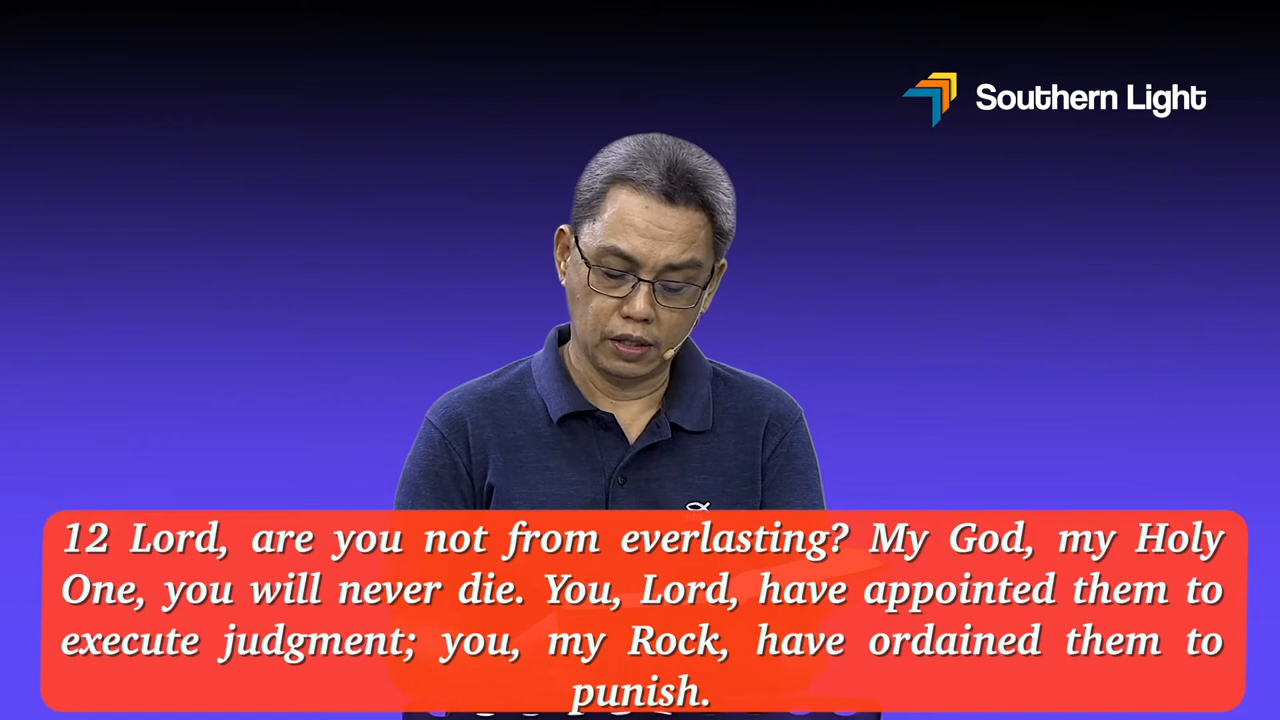 Southern Light
12 Lord, are you not from everlasting? My God, my Holy
One, you will never die. You, Lord, have appointed them to
execute judgment; you, my Rock, have ordained them to
punish.